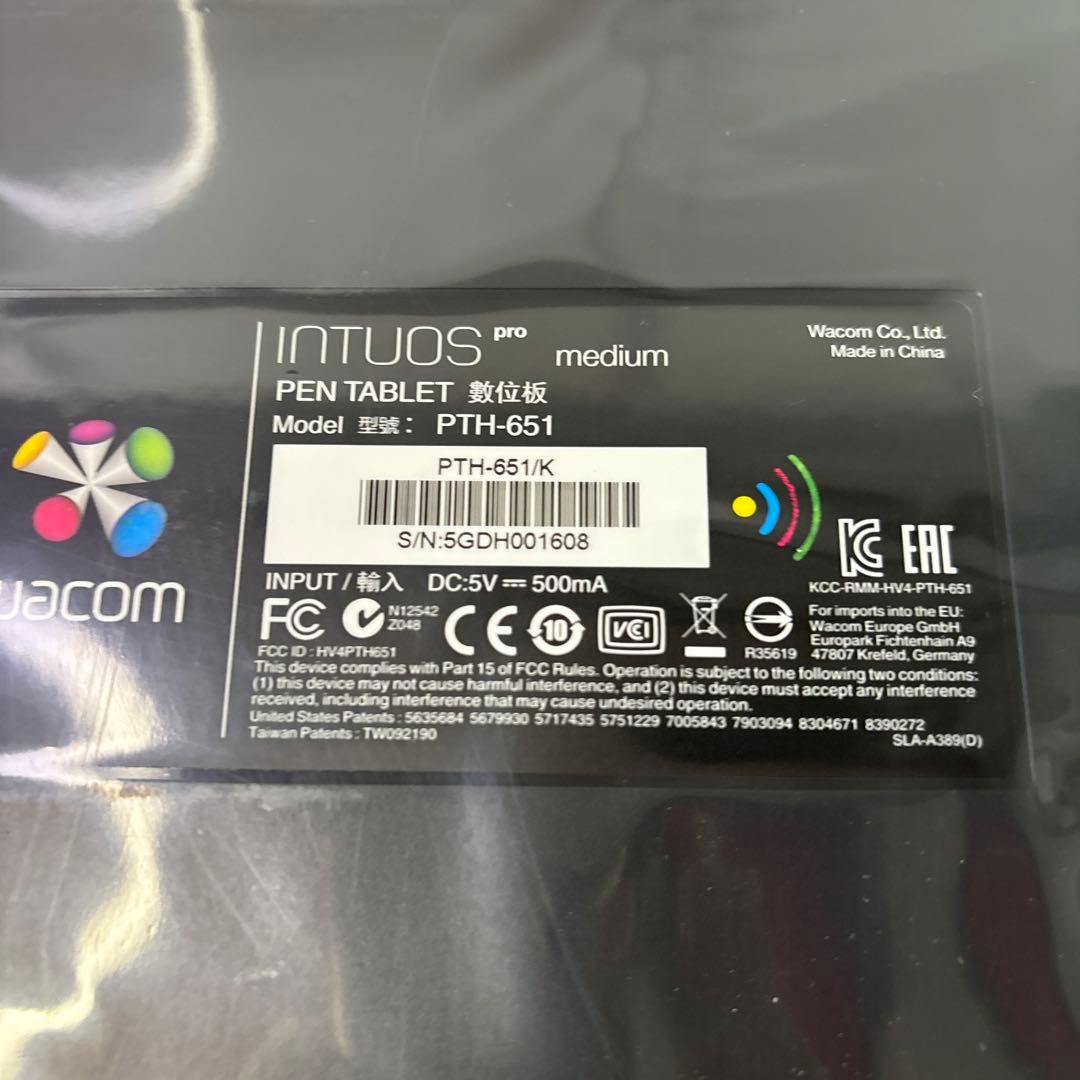 INTUOS pro medium
Wacom Co., Ltd.
Made in China
PEN TABLET 數位板
Model 型號： PTH-651
PTH-651/K
S/N:5GDH001608
INPUT / 輸入 DC:5V ⎓ 500mA
wacom
FC
N12542
Z048
CE
10
VCI
KC
EAC
KCC-RMM-HV4-PTH-651
R35619
For imports into the EU:
Wacom Europe GmbH
Europark Fichtenhain A9
47807 Krefeld, Germany
FCC ID : HV4PTH651
This device complies with Part 15 of FCC Rules. Operation is subject to the following two conditions:
(1) this device may not cause harmful interference, and (2) this device must accept any interference
received, including interference that may cause undesired operation.
United States Patents : 5635684 5679930 5717435 5751229 7005843 7903094 8304671 8390272
Taiwan Patents : TW092190
SLA-A389(D)